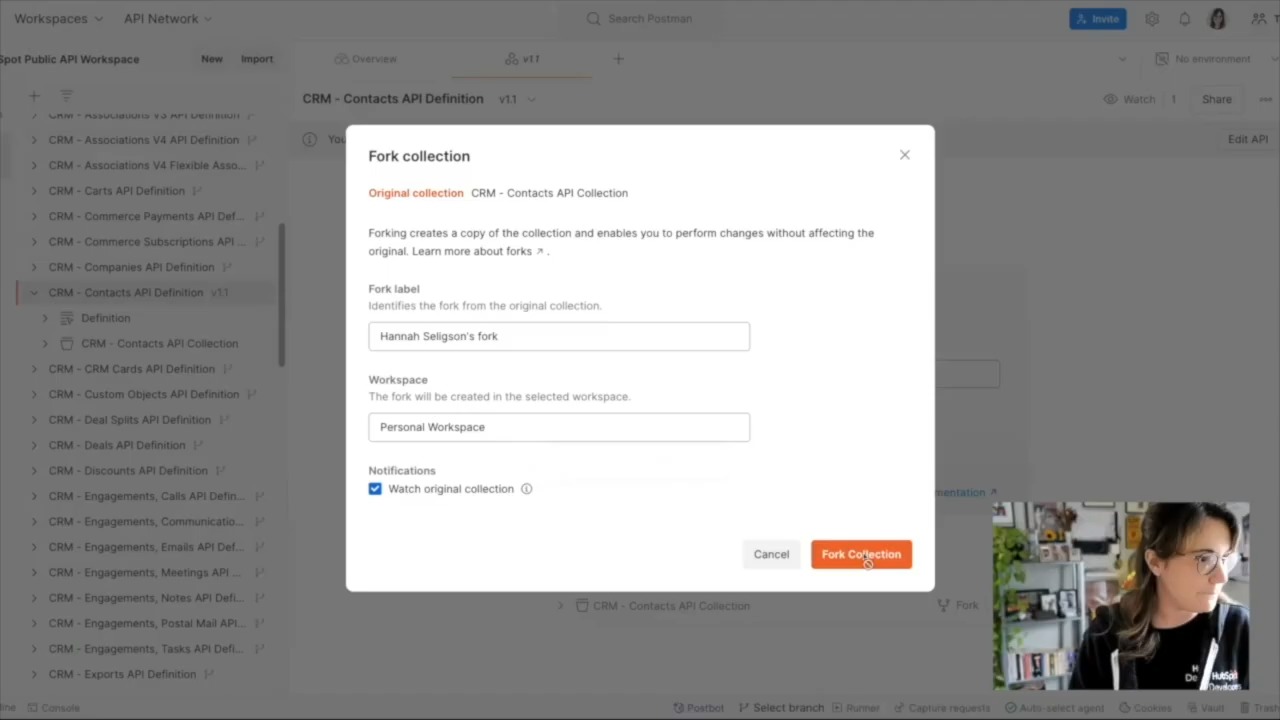 Workspaces
API Network
Search Postman
Invite
Spot Public API Workspace
New
Import
Overview
v1.1
No environment
CRM - Contacts API Definition v1.1
Watch 1
Share
You
Edit API
CRM - Associations V3 API Definition
CRM - Associations V4 API Definition
CRM - Associations V4 Flexible Asso...
CRM - Carts API Definition
CRM - Commerce Payments API Def...
CRM - Commerce Subscriptions API ...
CRM - Companies API Definition
CRM - Contacts API Definition v1.1
Definition
CRM - Contacts API Collection
CRM - CRM Cards API Definition
CRM - Custom Objects API Definition
CRM - Deal Splits API Definition
CRM - Deals API Definition
CRM - Discounts API Definition
CRM - Engagements, Calls API Defin...
CRM - Engagements, Communicatio...
CRM - Engagements, Emails API Def...
CRM - Engagements, Meetings API ...
CRM - Engagements, Notes API Defi...
CRM - Engagements, Postal Mail API...
CRM - Engagements, Tasks API Defi...
CRM - Exports API Definition
Fork collection
Original collection CRM - Contacts API Collection
Forking creates a copy of the collection and enables you to perform changes without affecting the
original. Learn more about forks ↗ .
Fork label
Identifies the fork from the original collection.
Hannah Seligson's fork
Workspace
The fork will be created in the selected workspace.
Personal Workspace
Notifications
Watch original collection
Cancel
Fork Collection
mentation ↗
CRM - Contacts API Collection
Fork
HubSpot
Developers
line
Console
Postbot
Select branch
Runner
Capture requests
Auto-select agent
Cookies
Vault
Trash